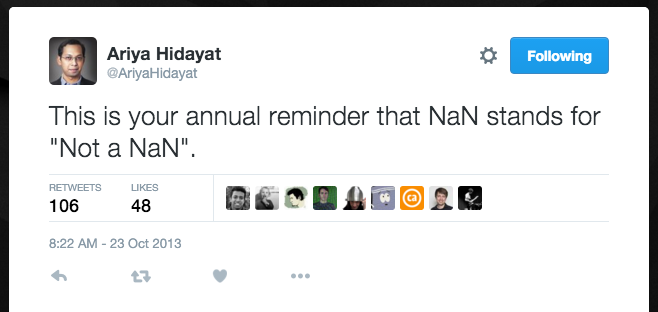 Ariya Hidayat
@AriyaHidayat
Following
This is your annual reminder that NaN stands for
"Not a NaN".
RETWEETS LIKES
106 48
8:22 AM - 23 Oct 2013